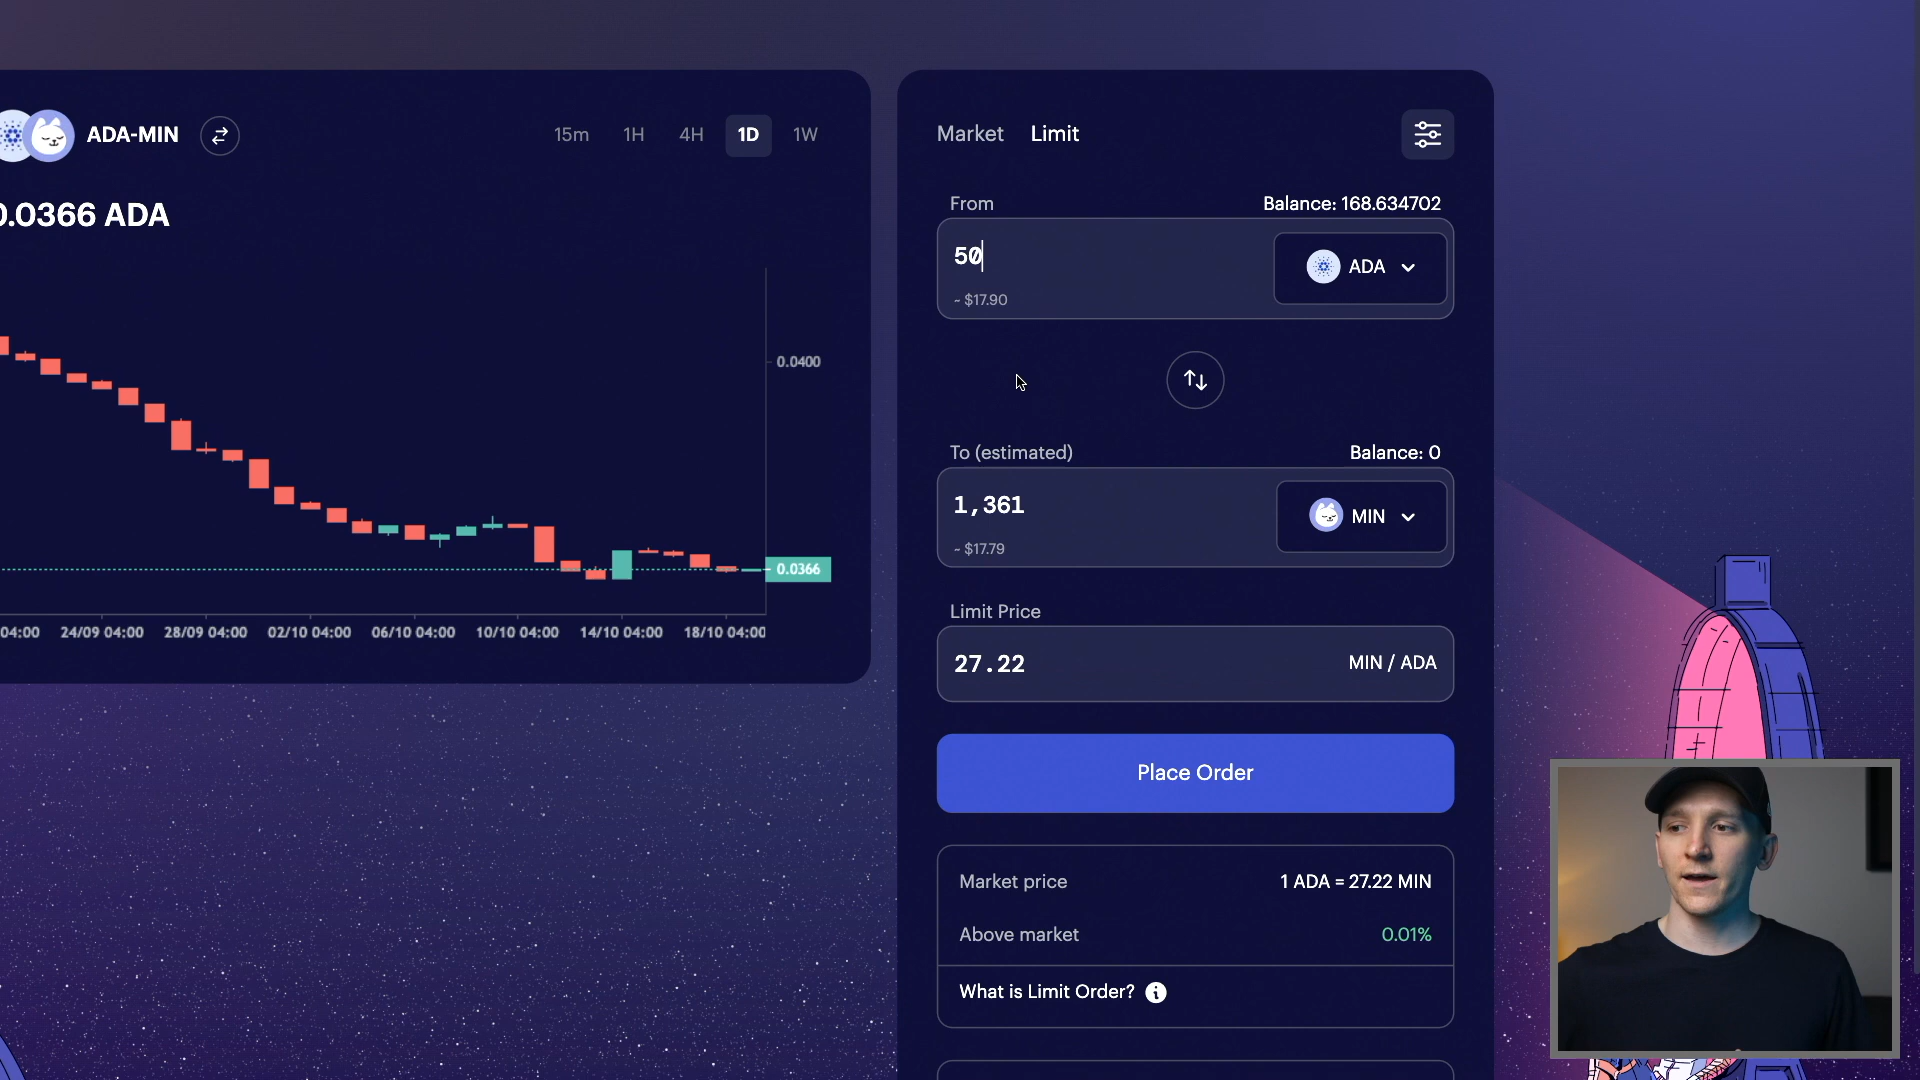 ADA-MIN
15m 1H 4H 1D 1W
0.0366 ADA
0.0400
0.0366
04:00 24/09 04:00 28/09 04:00 02/10 04:00 06/10 04:00 10/10 04:00 14/10 04:00 18/10 04:00
Market Limit
From Balance: 168.634702
50
ADA
~ $17.90
To (estimated) Balance: 0
1,361
MIN
~ $17.79
Limit Price
27.22 MIN / ADA
Place Order
Market price 1 ADA = 27.22 MIN
Above market 0.01%
What is Limit Order?